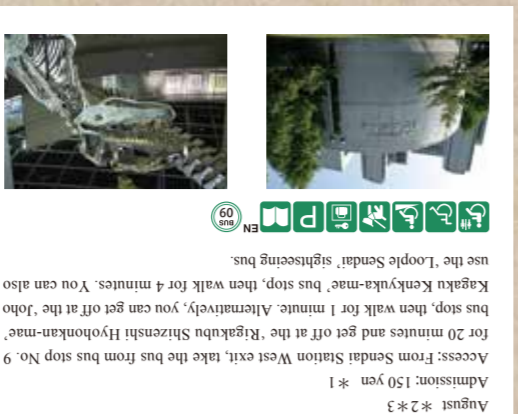 August ＊2＊3
Admission: 150 yen ＊1
Access: From Sendai Station West exit, take the bus from bus stop No. 9
for 20 minutes and get off at the 'Rigakubu Shizenshi Hyohonkan-mae'
bus stop, then walk for 1 minute. Alternatively, you can get off at the 'Joho
Kagaku Kenkyuka-mae' bus stop, then walk for 4 minutes. You can also
use the 'Loople Sendai' sightseeing bus.
P EN BUS 60